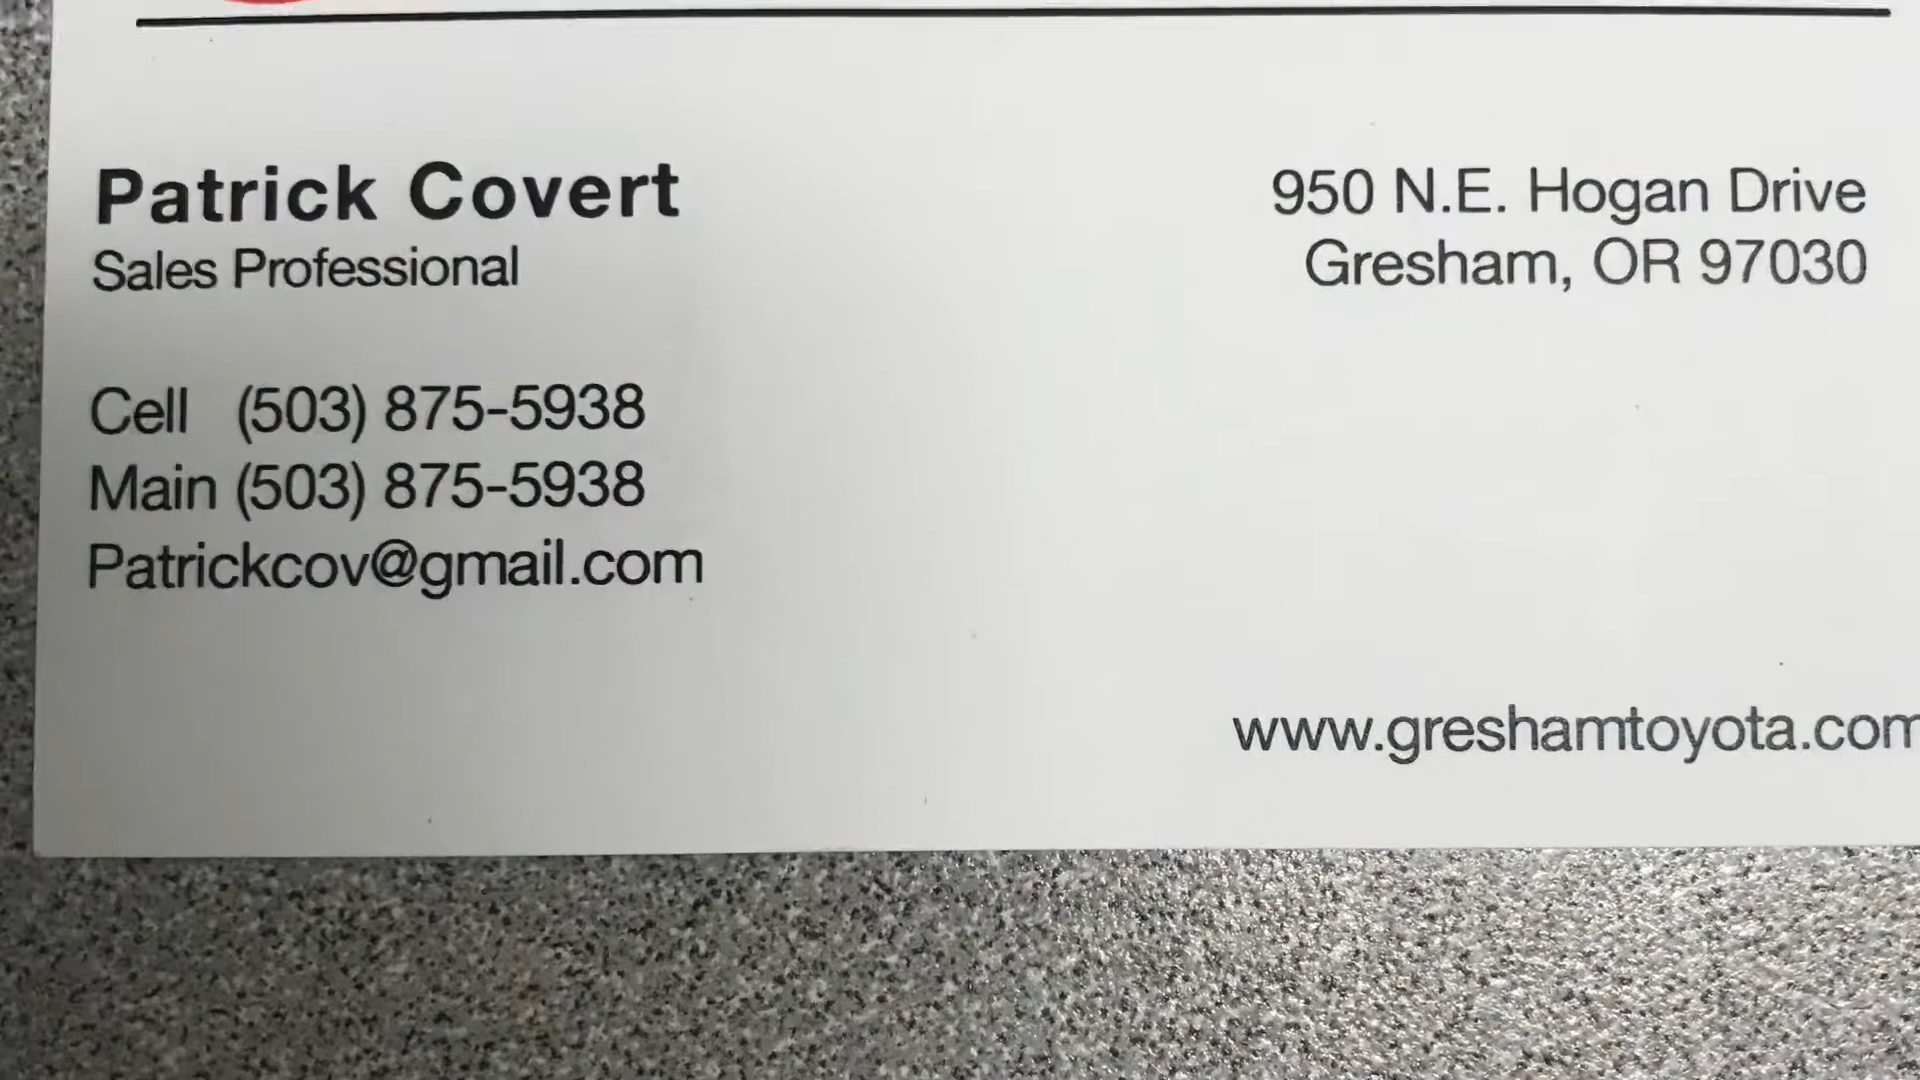 Patrick Covert
Sales Professional
Cell (503) 875-5938
Main (503) 875-5938
Patrickcov@gmail.com
950 N.E. Hogan Drive
Gresham, OR 97030
www.greshamtoyota.com